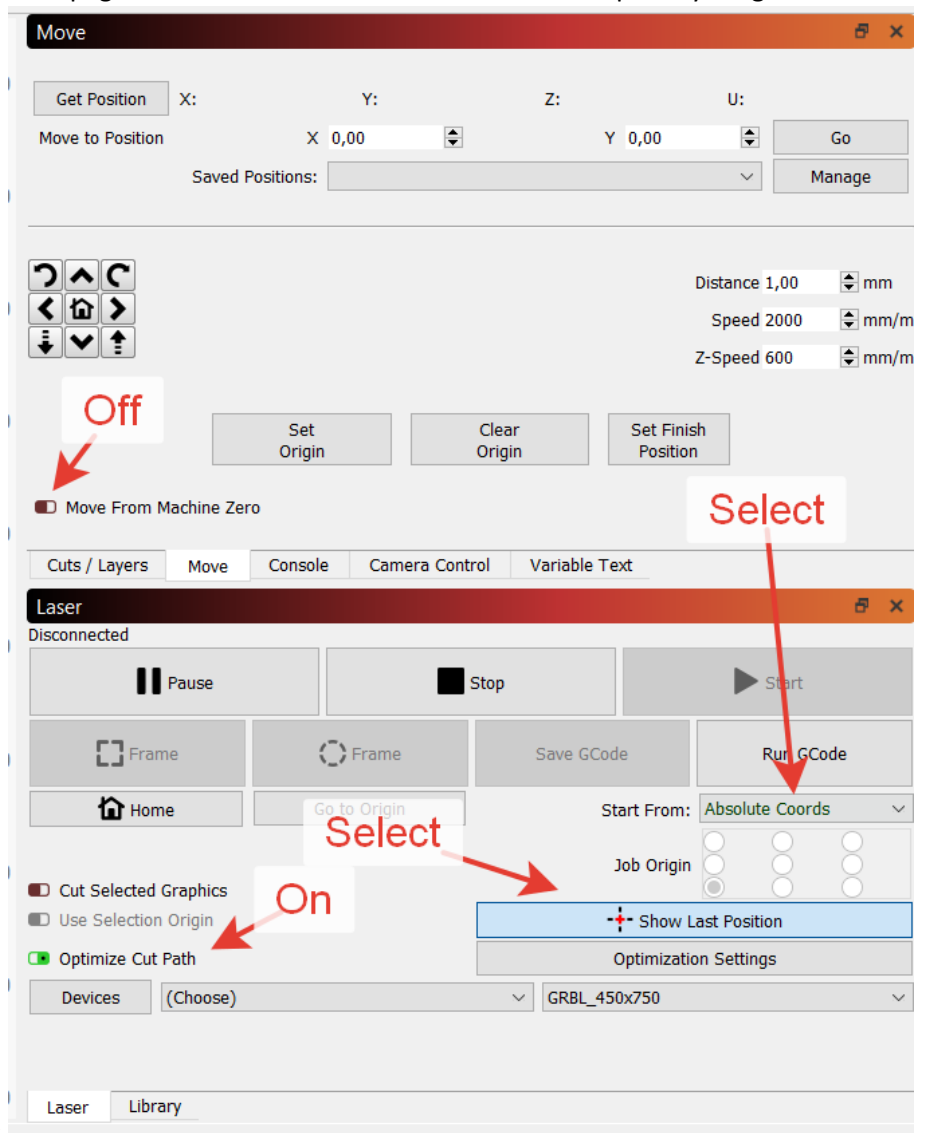 Move
Get Position X: Y: Z: U:
Move to Position X 0,00 Y 0,00 Go
Saved Positions: Manage
Distance 1,00 mm
Speed 2000 mm/m
Z-Speed 600 mm/m
Off
Set Origin Clear Origin Set Finish Position
Move From Machine Zero
Select
Cuts / Layers Move Console Camera Control Variable Text
Laser
Disconnected
Pause Stop Start
Frame Frame Save GCode Run GCode
Home Go to Origin Start From: Absolute Coords
Select
Job Origin
Cut Selected Graphics
On
Use Selection Origin
Show Last Position
Optimize Cut Path Optimization Settings
Devices (Choose) GRBL_450x750
Laser Library